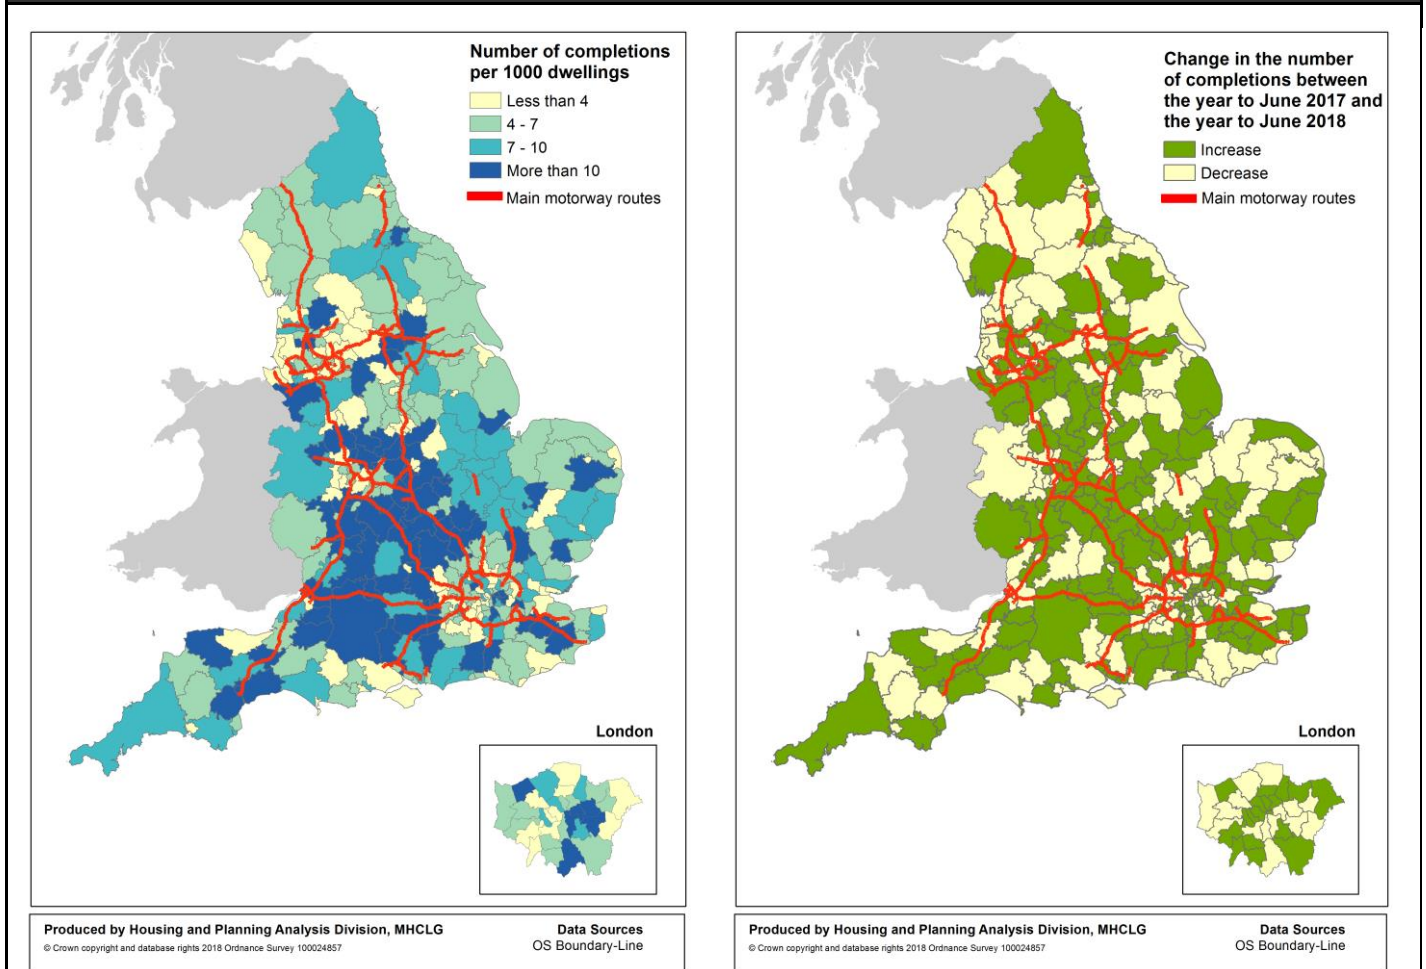 Number of completions
per 1000 dwellings
Less than 4
4 - 7
7 - 10
More than 10
Main motorway routes
London
Produced by Housing and Planning Analysis Division, MHCLG
© Crown copyright and database rights 2018 Ordnance Survey 100024857
Data Sources
OS Boundary-Line
Change in the number
of completions between
the year to June 2017 and
the year to June 2018
Increase
Decrease
Main motorway routes
London
Produced by Housing and Planning Analysis Division, MHCLG
© Crown copyright and database rights 2018 Ordnance Survey 100024857
Data Sources
OS Boundary-Line